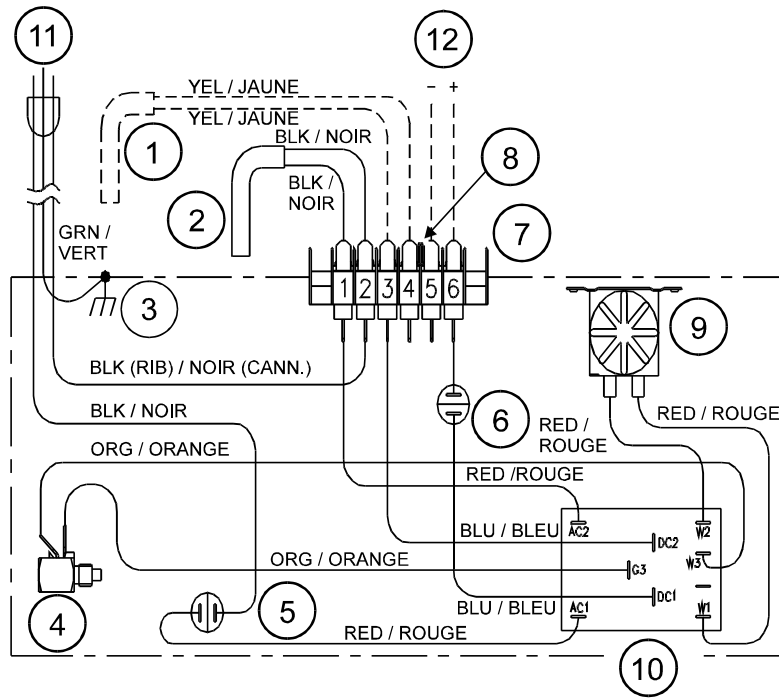 11
12
- +
YEL / JAUNE
YEL / JAUNE
BLK / NOIR
1
8
BLK /
NOIR
2
7
GRN /
VERT
1 2 3 4 5 6
3
9
BLK (RIB) / NOIR (CANN.)
BLK / NOIR
6
RED /
ROUGE
RED / ROUGE
ORG / ORANGE
RED /ROUGE
BLU / BLEU
AC2
W2
DC2
W3
ORG / ORANGE
G3
4
5
BLU / BLEU
DC1
AC1
W1
RED / ROUGE
10